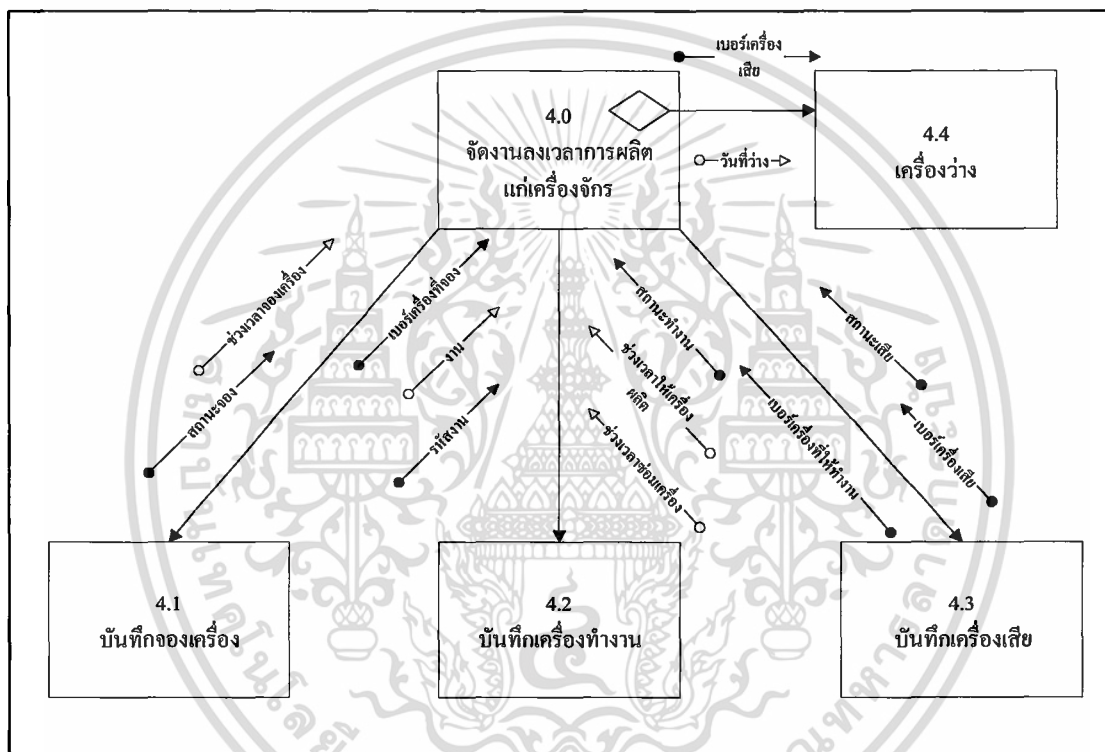 เบอร์เครื่อง
เสีย
4.0
จัดงานลงเวลาการผลิต
แก่เครื่องจักร
วันที่ว่าง
4.4
เครื่องว่าง
ช่วงเวลาจองเครื่อง
สถานะจอง
เบอร์เครื่องที่จอง
งาน
รหัสงาน
สถานะทำงาน
ช่วงเวลาให้เครื่อง
ผลิต
ช่วงเวลาซ่อมเครื่อง
เบอร์เครื่องที่ให้ทำงาน
สถานะเสีย
เบอร์เครื่องเสีย
4.1
บันทึกจองเครื่อง
4.2
บันทึกเครื่องทำงาน
4.3
บันทึกเครื่องเสีย